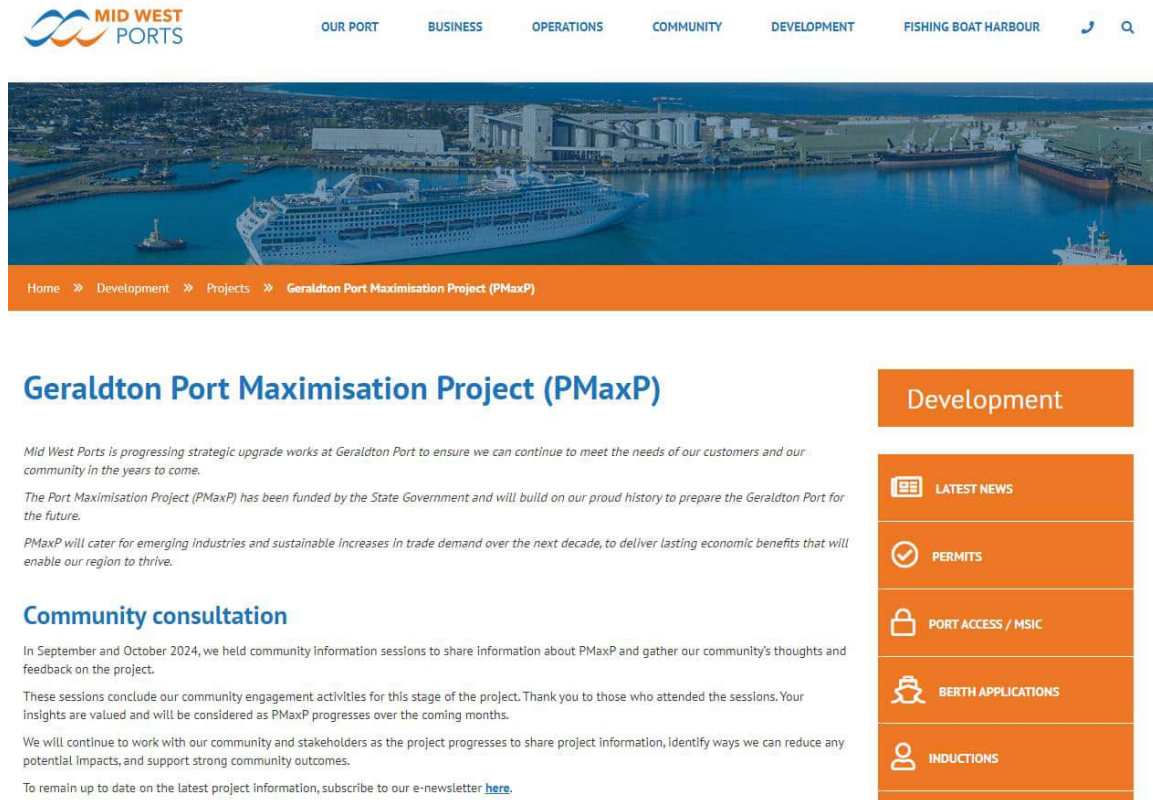 MID WEST
PORTS
OUR PORT
BUSINESS
OPERATIONS
COMMUNITY
DEVELOPMENT
FISHING BOAT HARBOUR
Home » Development » Projects » Geraldton Port Maximisation Project (PMaxP)
Geraldton Port Maximisation Project (PMaxP)
Mid West Ports is progressing strategic upgrade works at Geraldton Port to ensure we can continue to meet the needs of our customers and our
community in the years to come.
The Port Maximisation Project (PMaxP) has been funded by the State Government and will build on our proud history to prepare the Geraldton Port for
the future.
PMaxP will cater for emerging industries and sustainable increases in trade demand over the next decade, to deliver lasting economic benefits that will
enable our region to thrive.
Community consultation
In September and October 2024, we held community information sessions to share information about PMaxP and gather our community's thoughts and
feedback on the project.
These sessions conclude our community engagement activities for this stage of the project. Thank you to those who attended the sessions. Your
insights are valued and will be considered as PMaxP progresses over the coming months.
We will continue to work with our community and stakeholders as the project progresses to share project information, identify ways we can reduce any
potential impacts, and support strong community outcomes.
To remain up to date on the latest project information, subscribe to our e-newsletter here.
Development
LATEST NEWS
PERMITS
PORT ACCESS / MSIC
BERTH APPLICATIONS
INDUCTIONS